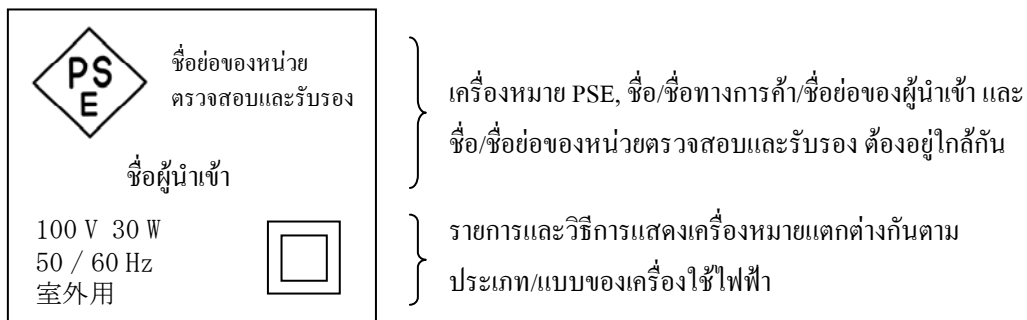 PS
E
ชื่อย่อของหน่วย
ตรวจสอบและรับรอง
ชื่อผู้นำเข้า
100 V 30 W
50 / 60 Hz
室外用
เครื่องหมาย PSE, ชื่อ/ชื่อทางการค้า/ชื่อย่อของผู้นำเข้า และ
ชื่อ/ชื่อย่อของหน่วยตรวจสอบและรับรอง ต้องอยู่ใกล้กัน
รายการและวิธีการแสดงเครื่องหมายแตกต่างกันตาม
ประเภท/แบบของเครื่องใช้ไฟฟ้า